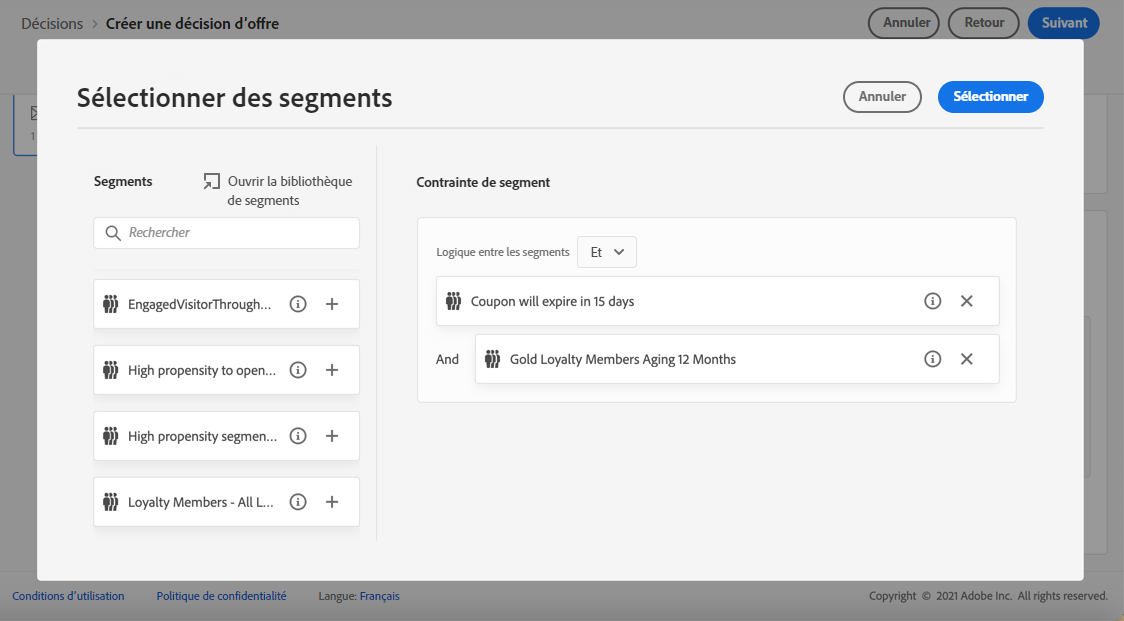 Décisions > Créer une décision d'offre
Annuler
Retour
Suivant
1
Sélectionner des segments
Annuler
Sélectionner
Segments
Ouvrir la bibliothèque
de segments
Rechercher
EngagedVisitorThrough...
High propensity to open...
High propensity segmen...
Loyalty Members - All L...
Contrainte de segment
Logique entre les segments
Et
Coupon will expire in 15 days
And
Gold Loyalty Members Aging 12 Months
Conditions d'utilisation
Politique de confidentialité
Langue: Français
Copyright © 2021 Adobe Inc. All rights reserved.